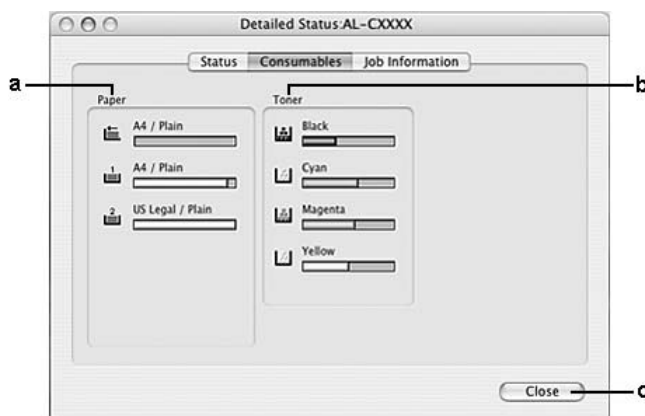 Detailed Status:AL-CXXXX
Status Consumables Job Information
a
b
Paper
Toner
A4 / Plain
Black
1
A4 / Plain
Cyan
2
US Legal / Plain
Magenta
Yellow
Close
c